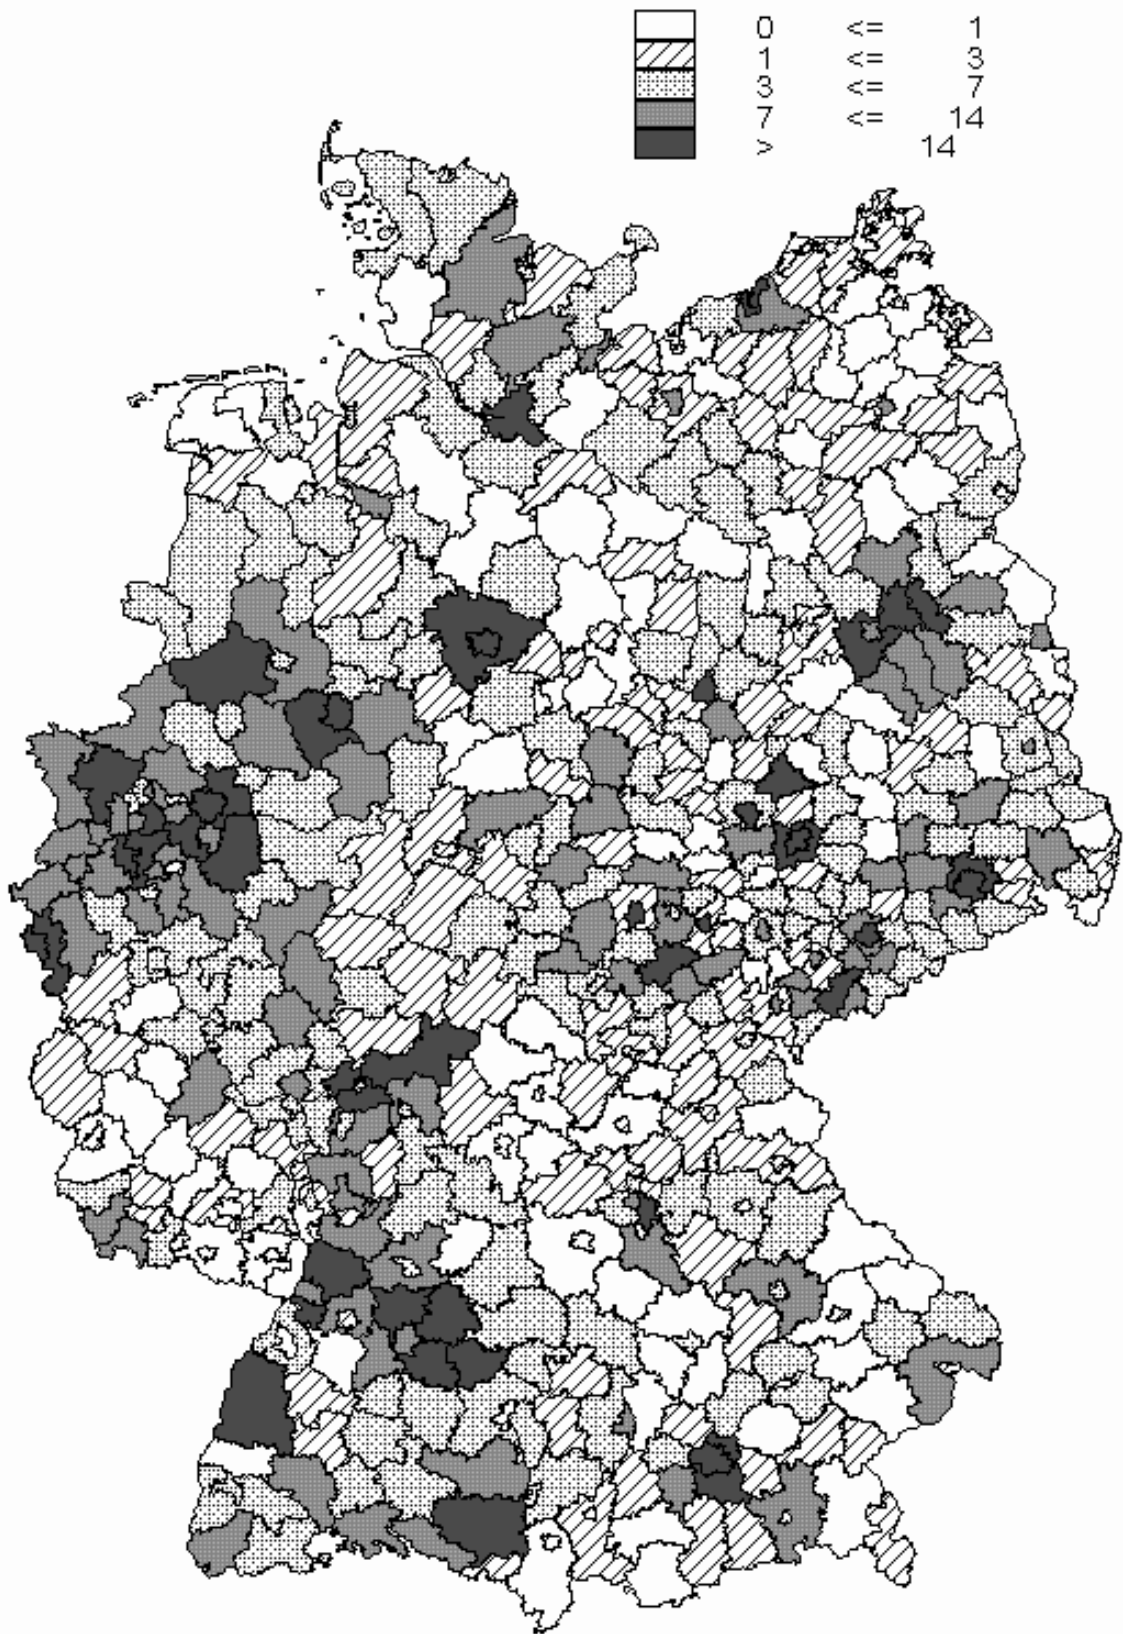 0 <= 1
1 <= 3
3 <= 7
7 <= 14
> 14